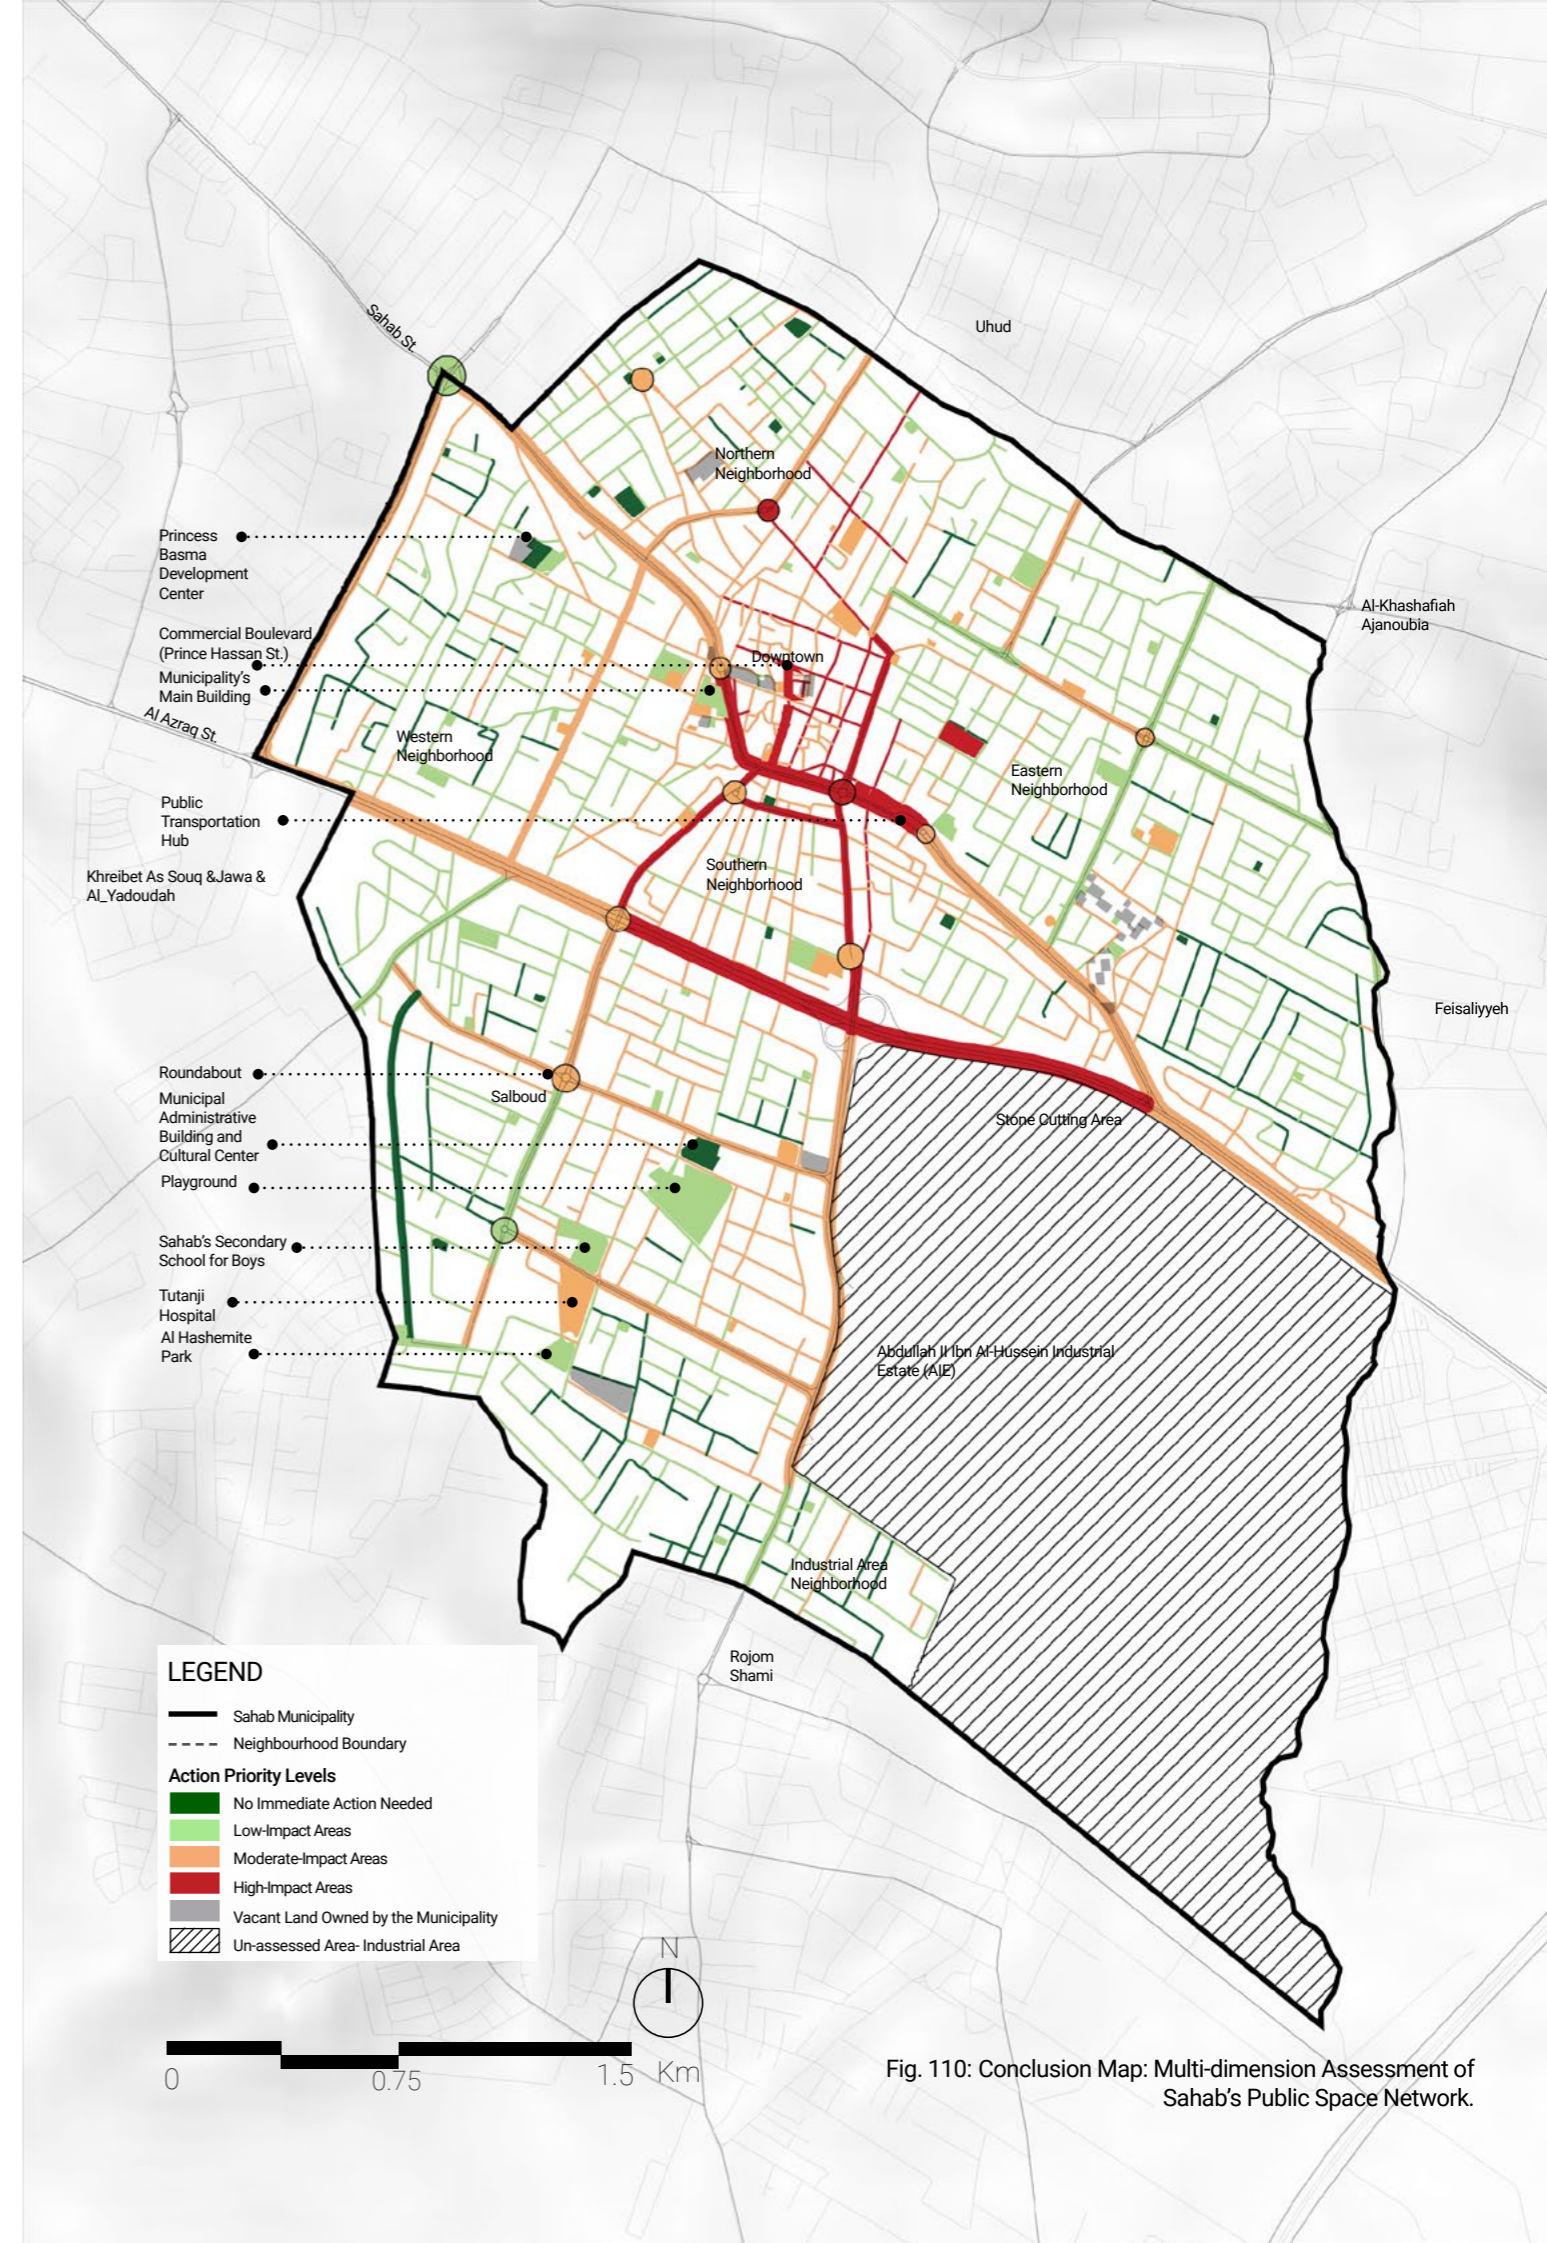 Uhud
Sahab St.
Northern
Neighborhood
Princess
Basma
Development
Center
Al-Khashafiah
Ajanoubia
Commercial Boulevard
(Prince Hassan St.)
Downtown
Municipality's
Main Building
Al Azraq St.
Western
Neighborhood
Eastern
Neighborhood
Public
Transportation
Hub
Southern
Neighborhood
Khreibet As Souq &Jawa &
Al_Yadoudah
Feisaliyyeh
Roundabout
Salboud
Municipal
Administrative
Building and
Cultural Center
Stone Cutting Area
Playground
Sahab's Secondary
School for Boys
Tutanji
Hospital
Al Hashemite
Park
Abdullah II Ibn Al-Hussein Industrial
Estate (AIE)
Industrial Area
Neighborhood
Rojom
Shami
LEGEND
Sahab Municipality
Neighbourhood Boundary
Action Priority Levels
No Immediate Action Needed
Low-Impact Areas
Moderate-Impact Areas
High-Impact Areas
Vacant Land Owned by the Municipality
Un-assessed Area- Industrial Area
N
0 0.75 1.5 Km
Fig. 110: Conclusion Map: Multi-dimension Assessment of
Sahab's Public Space Network.